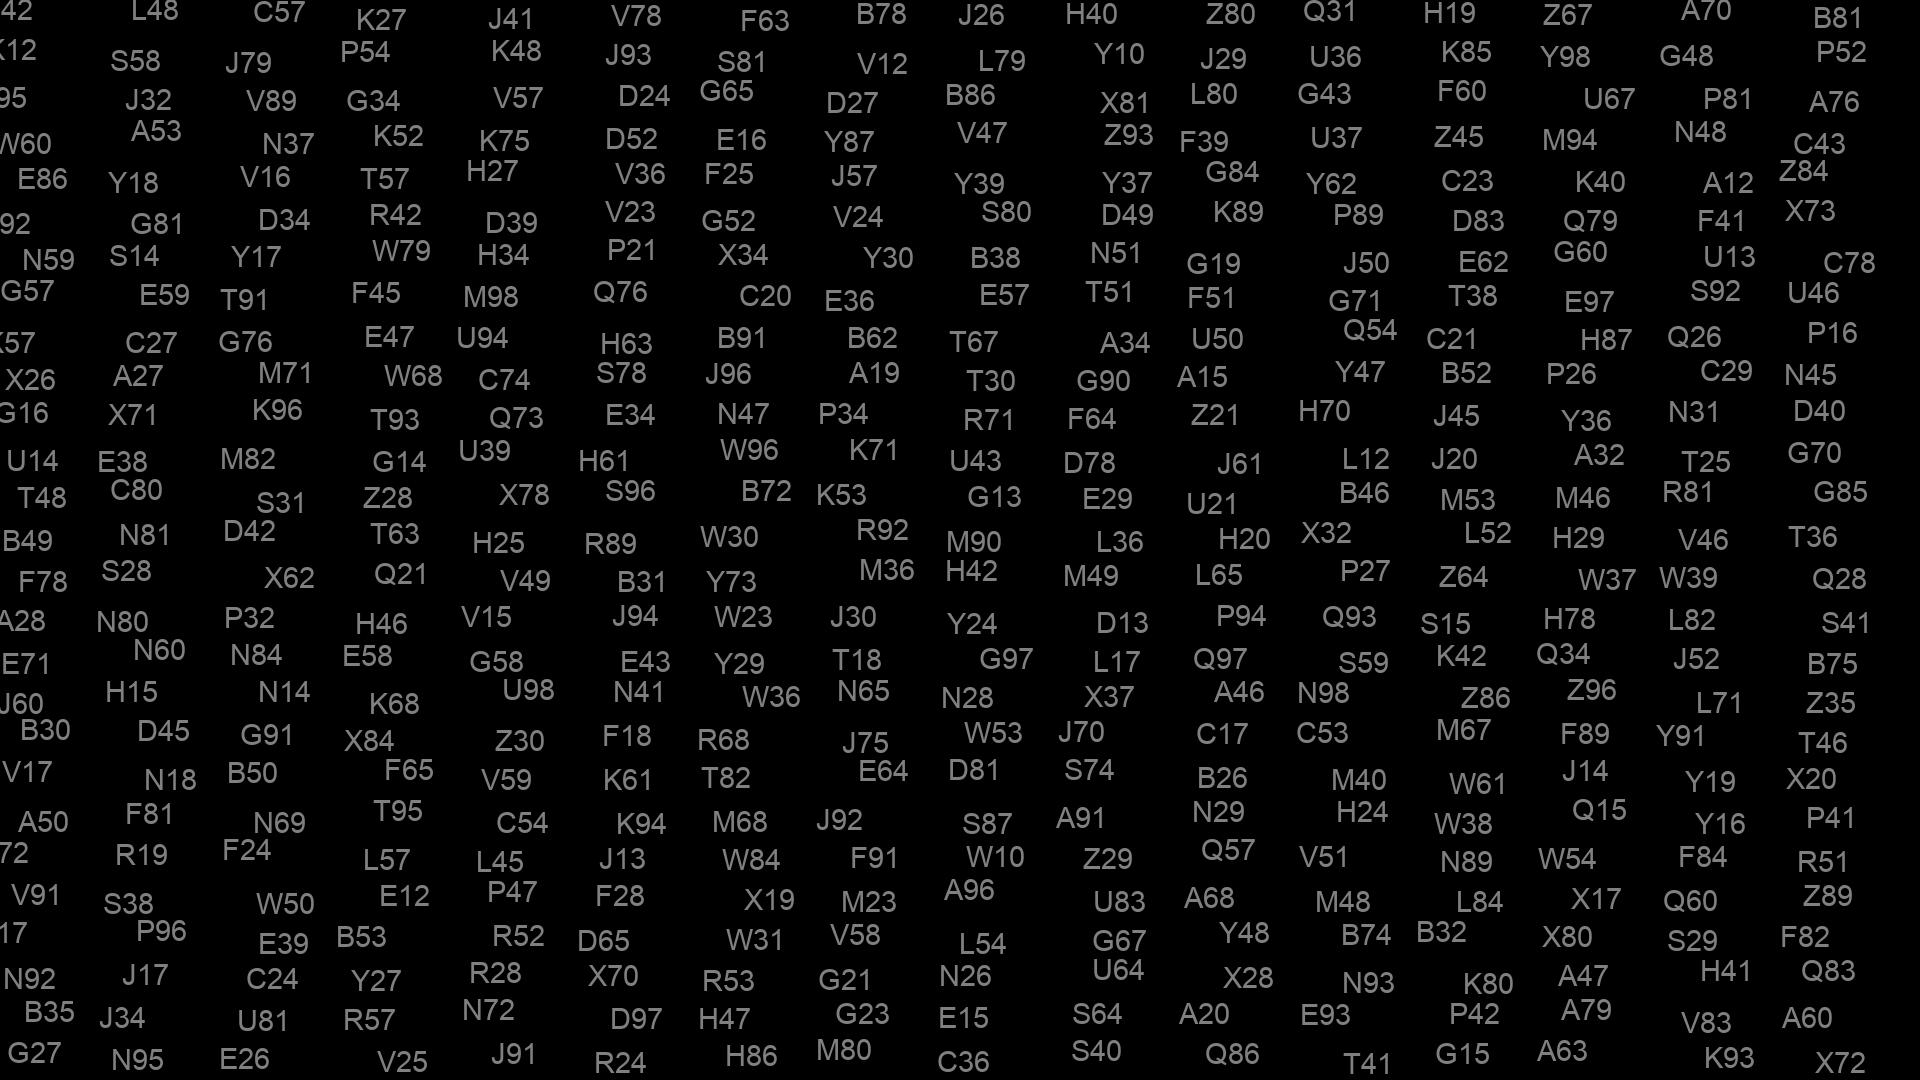 42 L48 C57 K27 J41 V78 F63 B78 J26 H40 Z80 Q31 H19 Z67 A70 B81
K12 S58 J79 P54 K48 J93 S81 V12 L79 Y10 J29 U36 K85 Y98 G48 P52
95 J32 V89 G34 V57 D24 G65 D27 B86 X81 L80 G43 F60 U67 P81 A76
W60 A53 N37 K52 K75 D52 E16 Y87 V47 Z93 F39 U37 Z45 M94 N48 C43
E86 Y18 V16 T57 H27 V36 F25 J57 Y39 Y37 G84 Y62 C23 K40 A12 Z84
92 G81 D34 R42 D39 V23 G52 V24 S80 D49 K89 P89 D83 Q79 F41 X73
N59 S14 Y17 W79 H34 P21 X34 Y30 B38 N51 G19 J50 E62 G60 U13 C78
G57 E59 T91 F45 M98 Q76 C20 E36 E57 T51 F51 G71 T38 E97 S92 U46
57 C27 G76 E47 U94 H63 B91 B62 T67 A34 U50 Q54 C21 H87 Q26 P16
X26 A27 M71 W68 C74 S78 J96 A19 T30 G90 A15 Y47 B52 P26 C29 N45
G16 X71 K96 T93 Q73 E34 N47 P34 R71 F64 Z21 H70 J45 Y36 N31 D40
U14 E38 M82 G14 U39 H61 W96 K71 U43 D78 J61 L12 J20 A32 T25 G70
T48 C80 S31 Z28 X78 S96 B72 K53 G13 E29 U21 B46 M53 M46 R81 G85
B49 N81 D42 T63 H25 R89 W30 R92 M90 L36 H20 X32 L52 H29 V46 T36
F78 S28 X62 Q21 V49 B31 Y73 M36 H42 M49 L65 P27 Z64 W37 W39 Q28
A28 N80 P32 H46 V15 J94 W23 J30 Y24 D13 P94 Q93 S15 H78 L82 S41
E71 N60 N84 E58 G58 E43 Y29 T18 G97 L17 Q97 S59 K42 Q34 J52 B75
J60 H15 N14 K68 U98 N41 W36 N65 N28 X37 A46 N98 Z86 Z96 L71 Z35
B30 D45 G91 X84 Z30 F18 R68 J75 W53 J70 C17 C53 M67 F89 Y91 T46
V17 N18 B50 F65 V59 K61 T82 E64 D81 S74 B26 M40 W61 J14 Y19 X20
A50 F81 N69 T95 C54 K94 M68 J92 S87 A91 N29 H24 W38 Q15 Y16 P41
72 R19 F24 L57 L45 J13 W84 F91 W10 Z29 Q57 V51 N89 W54 F84 R51
V91 S38 W50 E12 P47 F28 X19 M23 A96 U83 A68 M48 L84 X17 Q60 Z89
17 P96 E39 B53 R52 D65 W31 V58 L54 G67 Y48 B74 B32 X80 S29 F82
N92 J17 C24 Y27 R28 X70 R53 G21 N26 U64 X28 N93 K80 A47 H41 Q83
B35 J34 U81 R57 N72 D97 H47 G23 E15 S64 A20 E93 P42 A79 V83 A60
G27 N95 E26 V25 J91 R24 H86 M80 C36 S40 Q86 T41 G15 A63 K93 X72